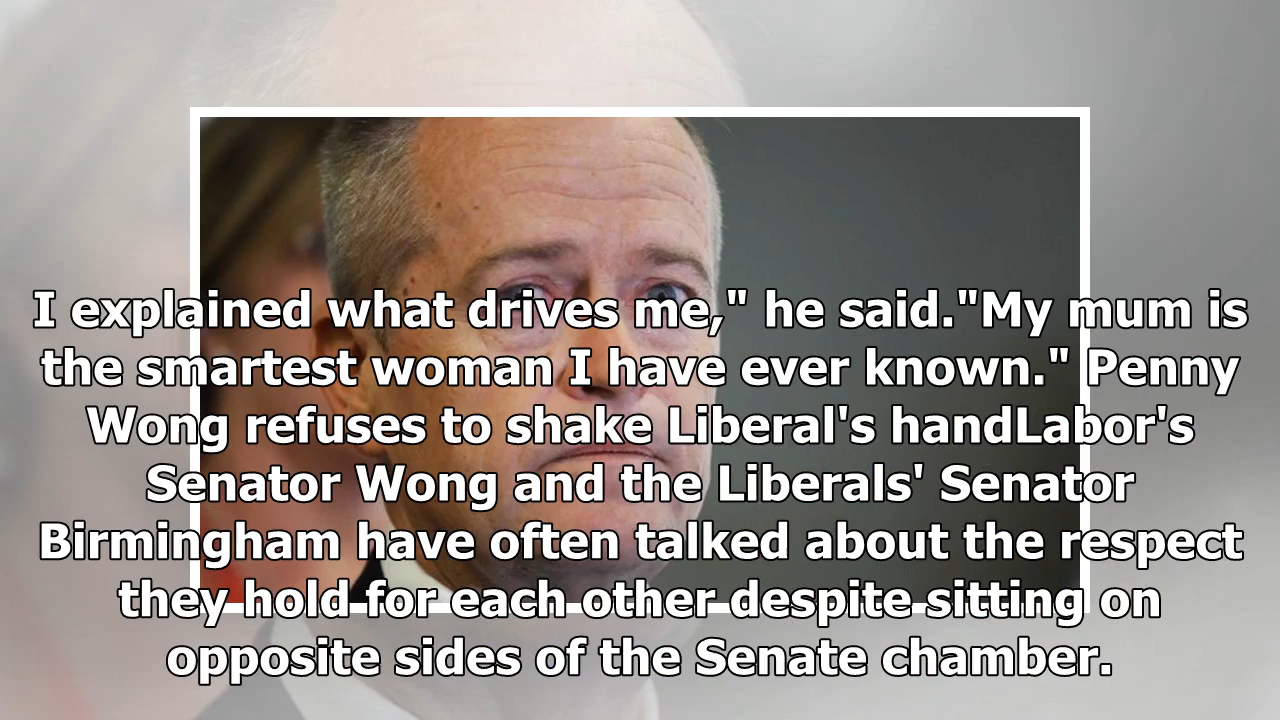 I explained what drives me," he said."My mum is
the smartest woman I have ever known." Penny
Wong refuses to shake Liberal's handLabor's
Senator Wong and the Liberals' Senator
Birmingham have often talked about the respect
they hold for each other despite sitting on
opposite sides of the Senate chamber.